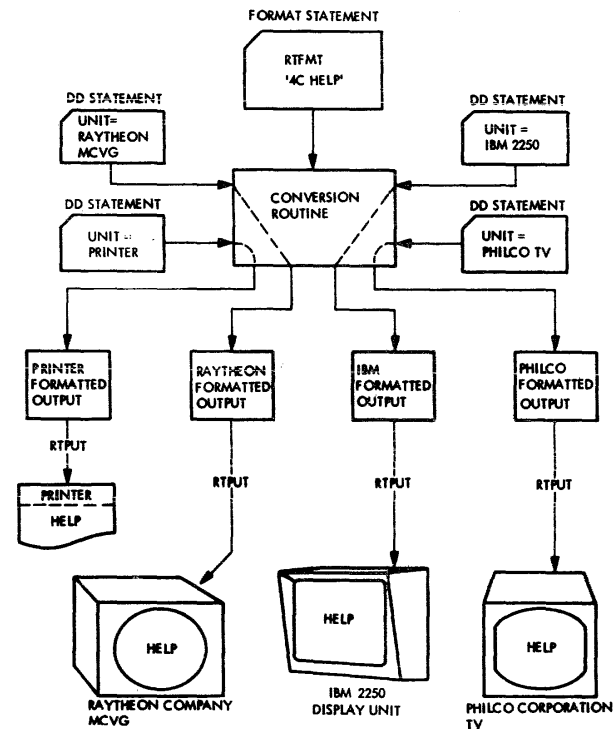 FORMAT STATEMENT
RTFMT
'4C HELP'
DD STATEMENT
UNIT=
RAYTHEON
MCVG
DD STATEMENT
UNIT =
IBM 2250
CONVERSION
ROUTINE
DD STATEMENT
UNIT =
PRINTER
DD STATEMENT
UNIT =
PHILCO TV
PRINTER
FORMATTED
OUTPUT
RAYTHEON
FORMATTED
OUTPUT
IBM
FORMATTED
OUTPUT
PHILCO
FORMATTED
OUTPUT
RTPUT
RTPUT
RTPUT
RTPUT
PRINTER
HELP
HELP
HELP
HELP
RAYTHEON COMPANY
MCVG
IBM 2250
DISPLAY UNIT
PHILCO CORPORATION
TV